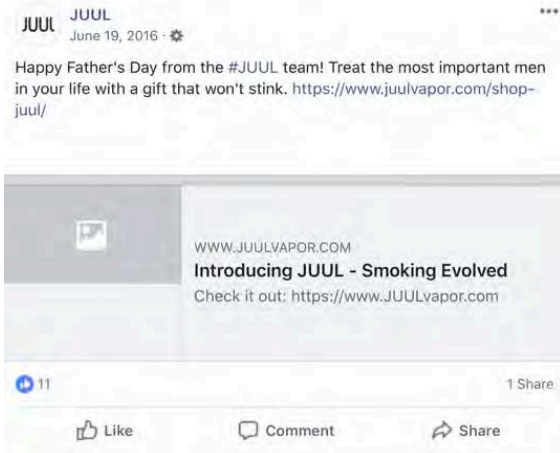 JUUL
JUUL
June 19, 2016 ·
Happy Father's Day from the #JUUL team! Treat the most important men
in your life with a gift that won't stink. https://www.juulvapor.com/shop-
juul/
WWW.JUULVAPOR.COM
Introducing JUUL - Smoking Evolved
Check it out: https://www.JUULvapor.com
11
1 Share
Like
Comment
Share